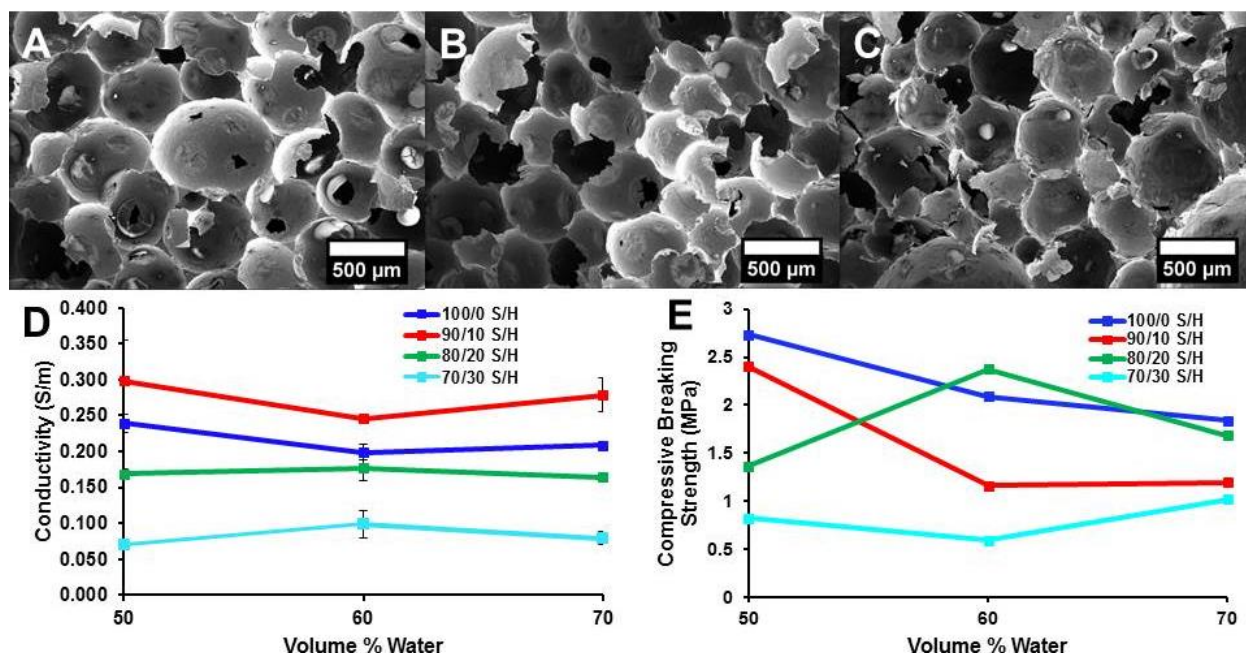 A
B
C
500 µm
500 µm
500 µm
D
0.400
0.350
0.300
0.250
0.200
0.150
0.100
0.050
0.000
Conductivity (S/m)
100/0 S/H
90/10 S/H
80/20 S/H
70/30 S/H
50
60
70
Volume % Water
E
3
2.5
2
1.5
1
0.5
0
Compressive Breaking
Strength (MPa)
100/0 S/H
90/10 S/H
80/20 S/H
70/30 S/H
50
60
70
Volume % Water